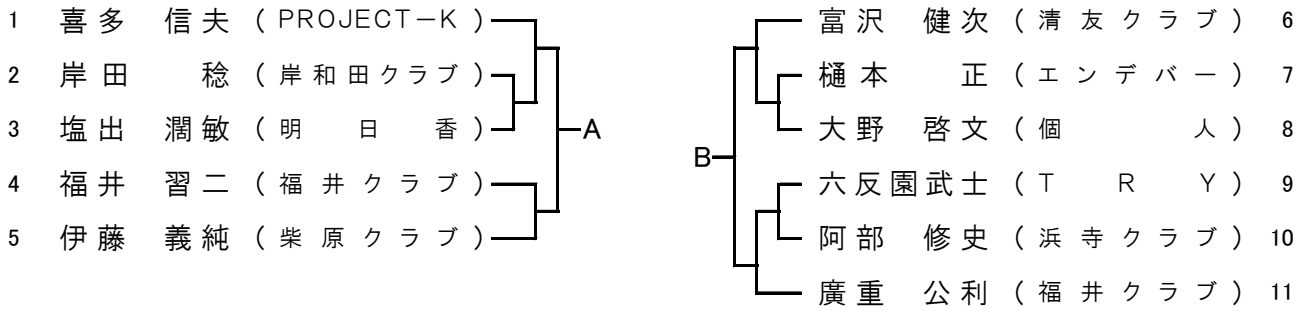 1 喜多 信夫 ( PROJECT-K )
2 岸田 稔 ( 岸和田クラブ )
3 塩出 濶敏 ( 明日香 )
4 福井 習二 ( 福井クラブ )
5 伊藤 義純 ( 柴原クラブ )
A
富沢 健次 ( 清友クラブ ) 6
樋本 正 ( エンデバー ) 7
大野 啓文 ( 個人 ) 8
B
六反園武士 ( TRY ) 9
阿部 修史 ( 浜寺クラブ ) 10
廣重 公利 ( 福井クラブ ) 11